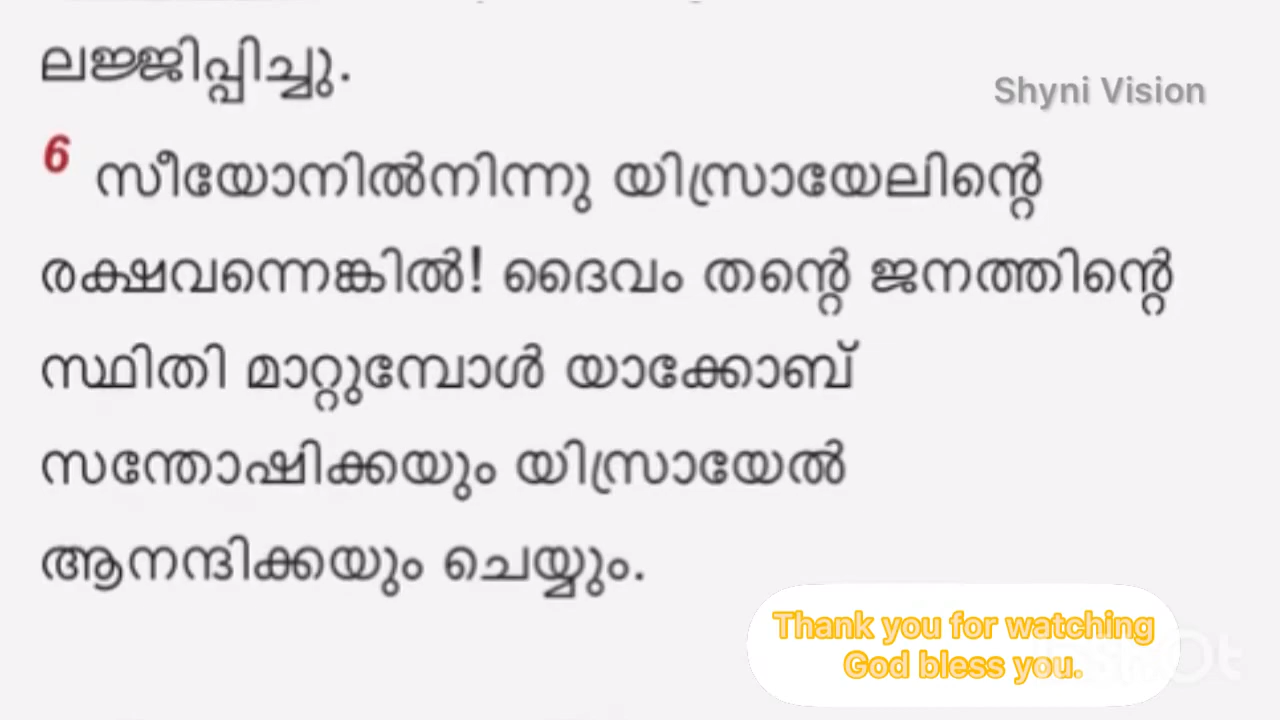 ലജ്ജിപ്പിച്ചു.
Shyni Vision
6 സീയോനിൽനിന്നു യിസ്രായേലിന്റെ
രക്ഷവന്നെങ്കിൽ! ദൈവം തന്റെ ജനത്തിന്റെ
സ്ഥിതി മാറ്റുമ്പോൾ യാക്കോബ്
സന്തോഷിക്കയും യിസ്രായേൽ
ആനന്ദിക്കയും ചെയ്യും.
Thank you for watching
God bless you.